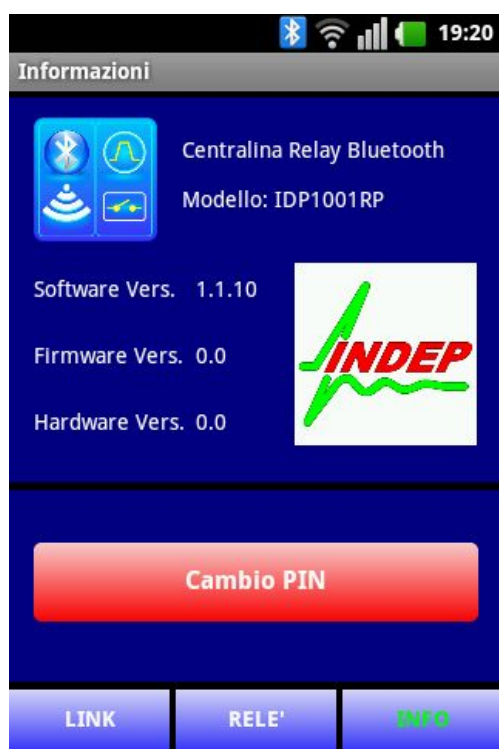 19:20
Informazioni
Centralina Relay Bluetooth
Modello: IDP1001RP
Software Vers. 1.1.10
Firmware Vers. 0.0
Hardware Vers. 0.0
INDEP
Cambio PIN
LINK RELE' INFO